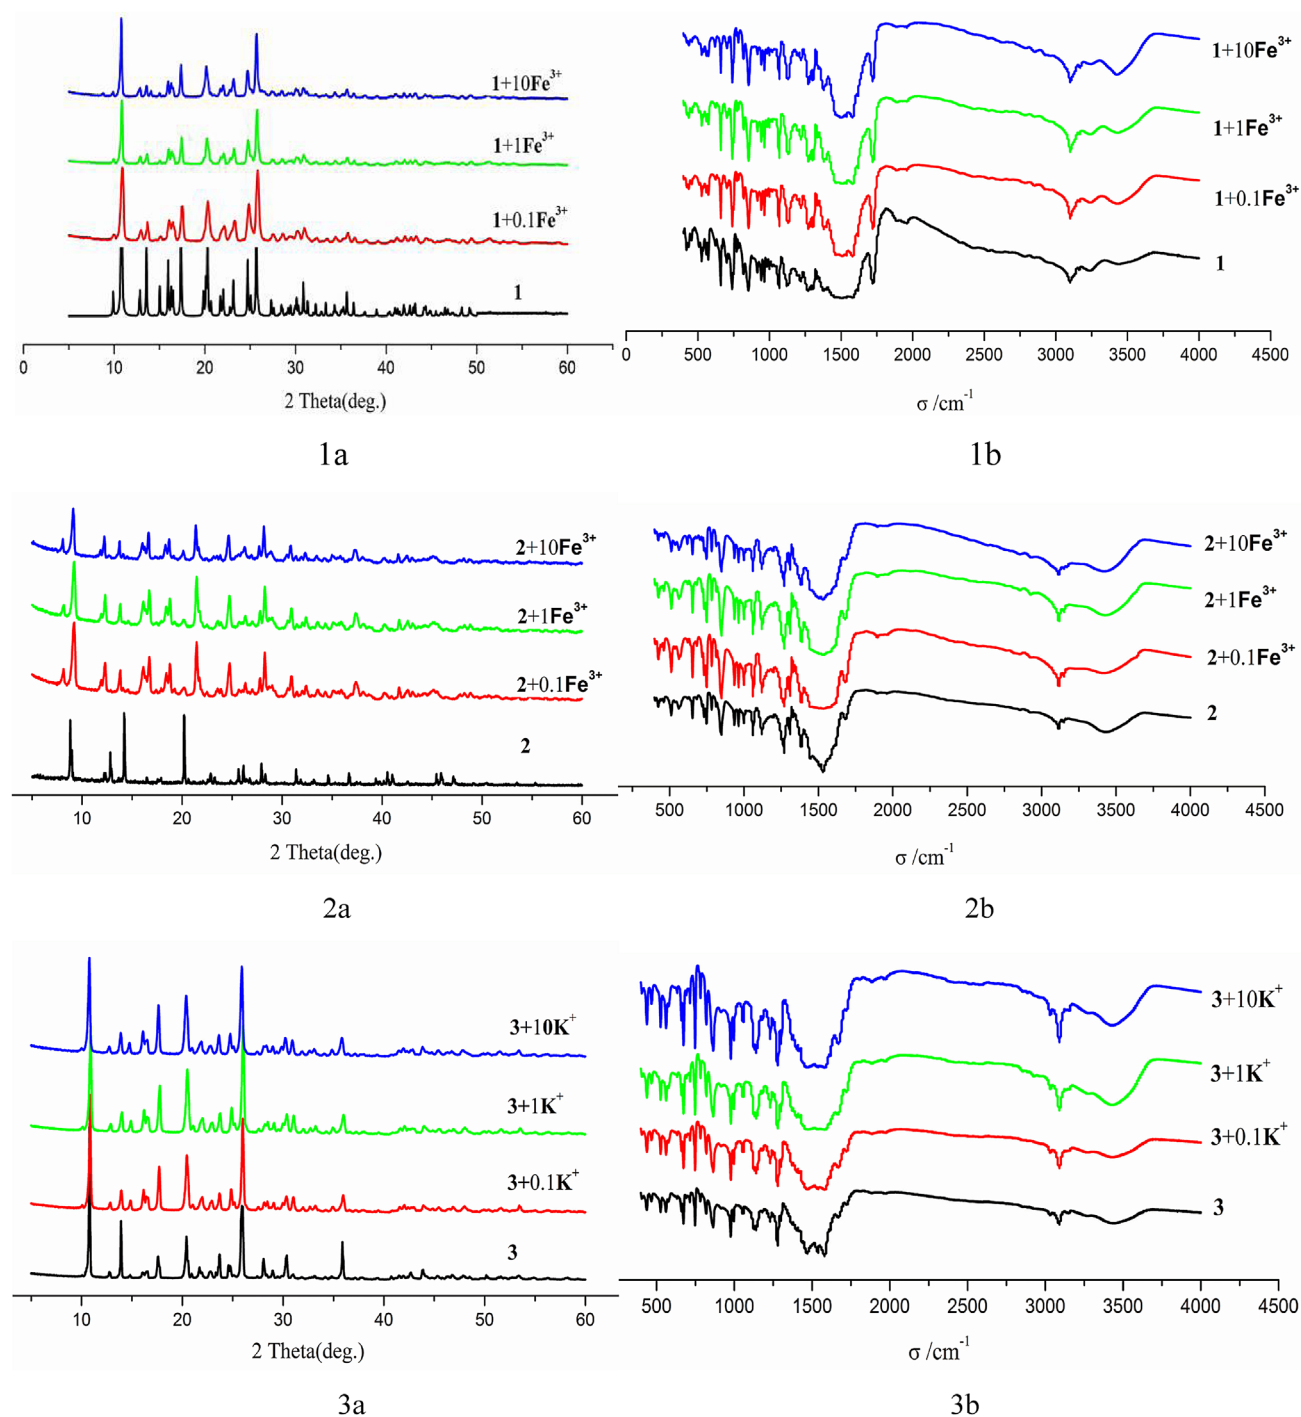 1+10Fe3+
1+1Fe3+
1+0.1Fe3+
1
0 10 20 30 40 50 60
2 Theta(deg.)
1a
1+10Fe3+
1+1Fe3+
1+0.1Fe3+
1
0 500 1000 1500 2000 2500 3000 3500 4000 4500
σ /cm-1
1b
2+10Fe3+
2+1Fe3+
2+0.1Fe3+
2
10 20 30 40 50 60
2 Theta(deg.)
2a
2+10Fe3+
2+1Fe3+
2+0.1Fe3+
2
500 1000 1500 2000 2500 3000 3500 4000 4500
σ /cm-1
2b
3+10K+
3+1K+
3+0.1K+
3
10 20 30 40 50 60
2 Theta(deg.)
3a
3+10K+
3+1K+
3+0.1K+
3
500 1000 1500 2000 2500 3000 3500 4000 4500
σ /cm-1
3b